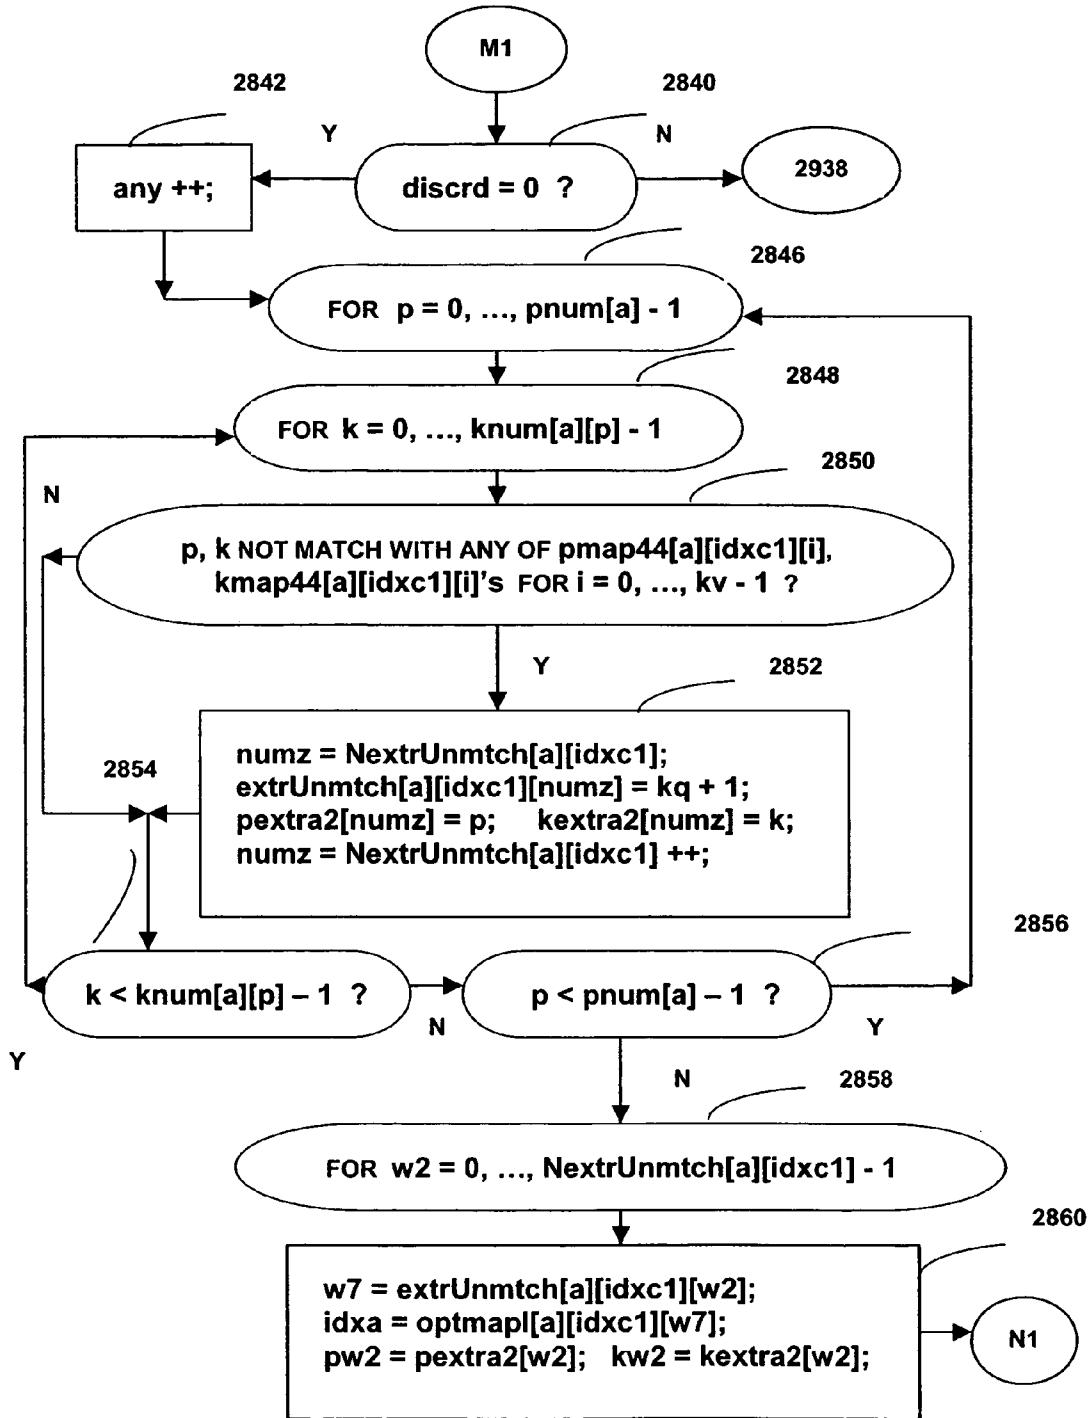 M1
2842
2840
Y
N
any ++;
discrd = 0 ?
2938
2846
FOR p = 0, ..., pnum[a] - 1
2848
FOR k = 0, ..., knum[a][p] - 1
2850
N
p, k NOT MATCH WITH ANY OF pmap44[a][idxc1][i],
kmap44[a][idxc1][i]'s FOR i = 0, ..., kv - 1 ?
Y
2852
2854
numz = NextrUnmtch[a][idxc1];
extrUnmtch[a][idxc1][numz] = kq + 1;
pextra2[numz] = p; kextra2[numz] = k;
numz = NextrUnmtch[a][idxc1] ++;
2856
k < knum[a][p] – 1 ?
p < pnum[a] – 1 ?
N
Y
Y
N
2858
FOR w2 = 0, ..., NextrUnmtch[a][idxc1] - 1
2860
w7 = extrUnmtch[a][idxc1][w2];
idxa = optmapl[a][idxc1][w7];
pw2 = pextra2[w2]; kw2 = kextra2[w2];
N1